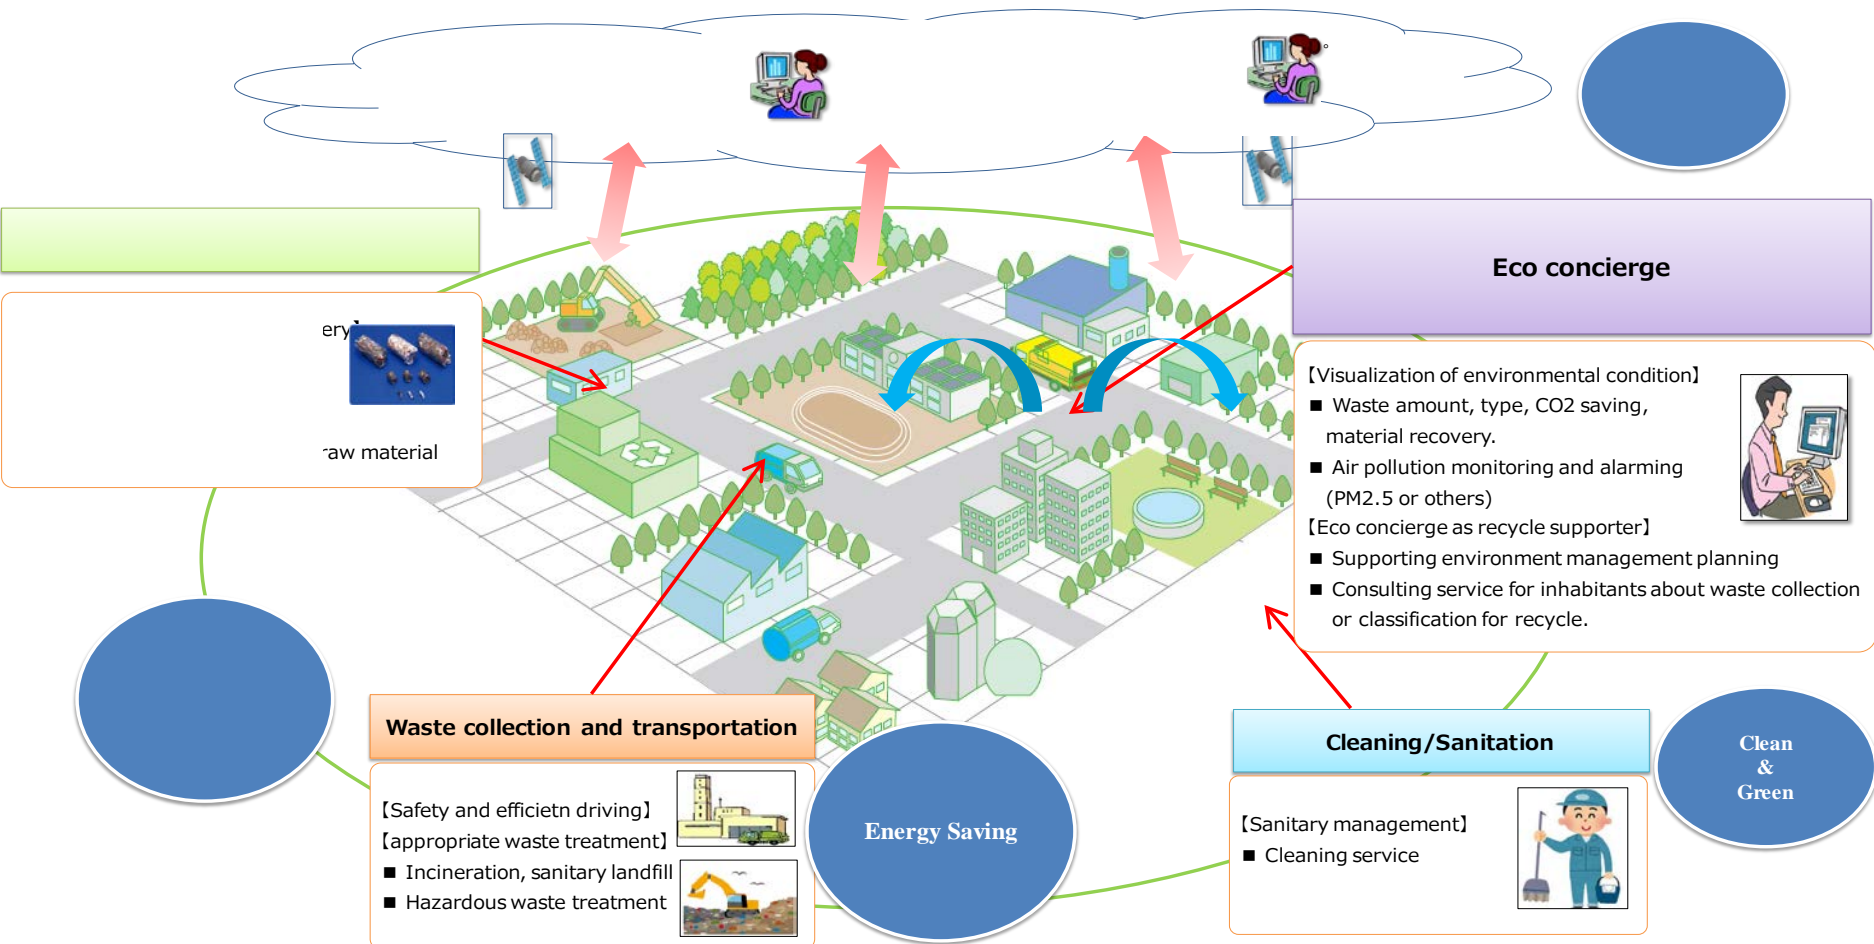 Eco concierge
【Visualization of environmental condition】
■ Waste amount, type, CO2 saving,
material recovery.
■ Air pollution monitoring and alarming
(PM2.5 or others)
【Eco concierge as recycle supporter】
■ Supporting environment management planning
■ Consulting service for inhabitants about waste collection
or classification for recycle.
ery】
raw material
Waste collection and transportation
【Safety and efficietn driving】
【appropriate waste treatment】
■ Incineration, sanitary landfill
■ Hazardous waste treatment
Energy Saving
Cleaning/Sanitation
【Sanitary management】
■ Cleaning service
Clean
&
Green